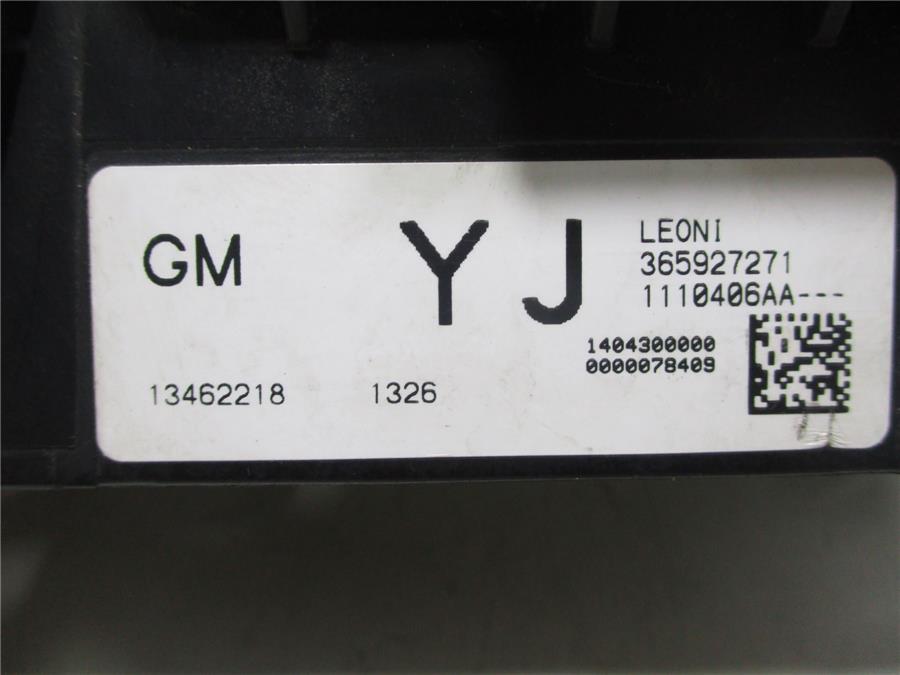 GM
YJ
LEONI
365927271
1110406AA---
1404300000
0000078409
13462218 1326